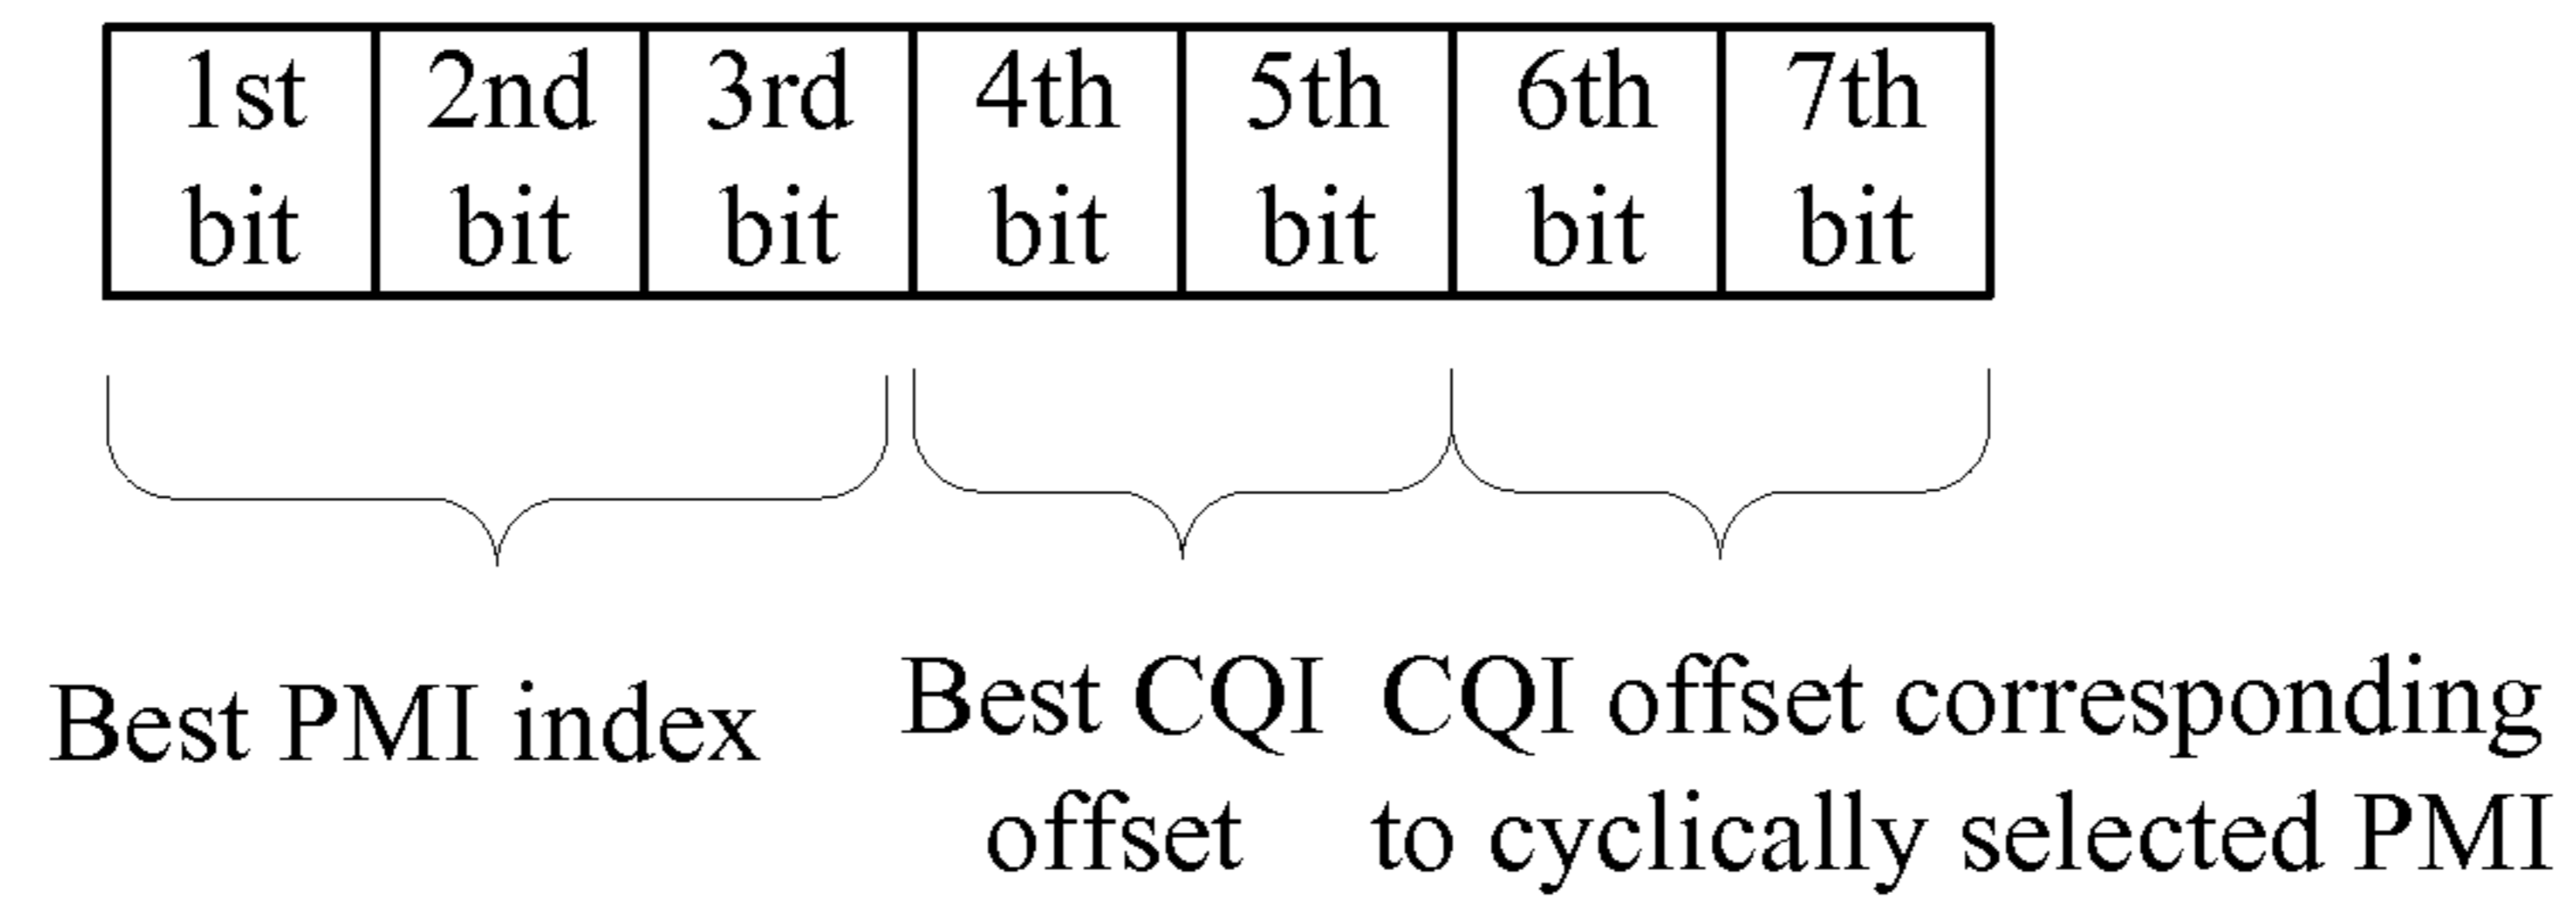 1st 2nd 3rd 4th 5th 6th 7th
bit bit bit bit bit bit bit
Best PMI index
Best CQI
offset
CQI offset corresponding
to cyclically selected PMI